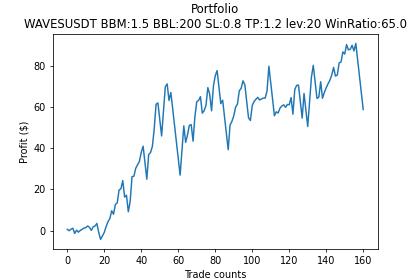 Portfolio
WAVESUSDT BBM:1.5 BBL:200 SL:0.8 TP:1.2 lev:20 WinRatio:65.0
Profit ($)
80
60
40
20
0
0 20 40 60 80 100 120 140 160
Trade counts